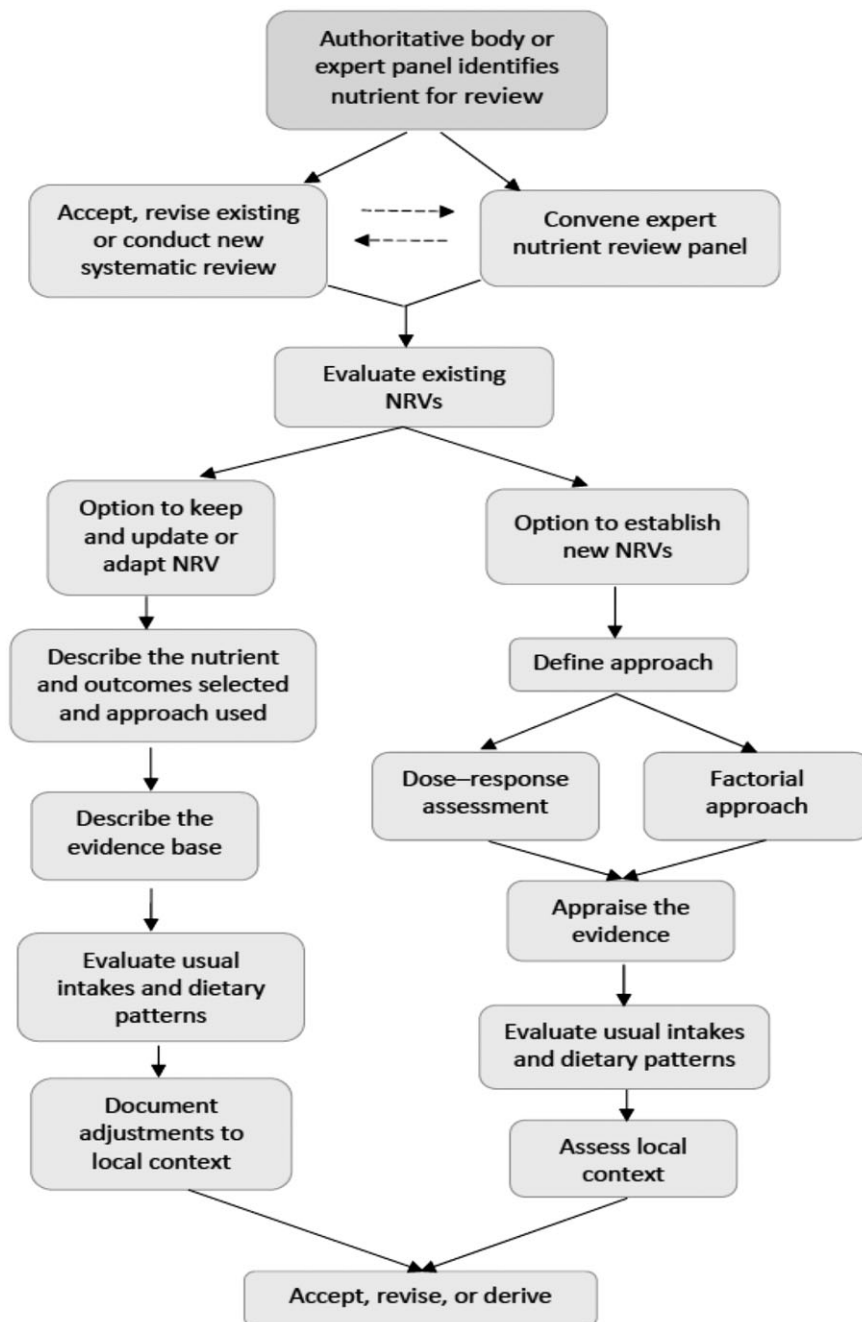 Authoritative body or
expert panel identifies
nutrient for review
Accept, revise existing
or conduct new
systematic review
Convene expert
nutrient review panel
Evaluate existing
NRVs
Option to keep
and update or
adapt NRV
Option to establish
new NRVs
Describe the nutrient
and outcomes selected
and approach used
Define approach
Dose–response
assessment
Factorial
approach
Describe the
evidence base
Appraise the
evidence
Evaluate usual
intakes and dietary
patterns
Evaluate usual intakes
and dietary patterns
Document
adjustments to
local context
Assess local
context
Accept, revise, or derive